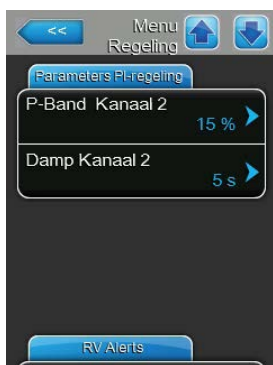 <<
Menu
Regeling
Parameters PI-regeling
P-Band Kanaal 2
15 %
Damp Kanaal 2
5 s
RV Alerts